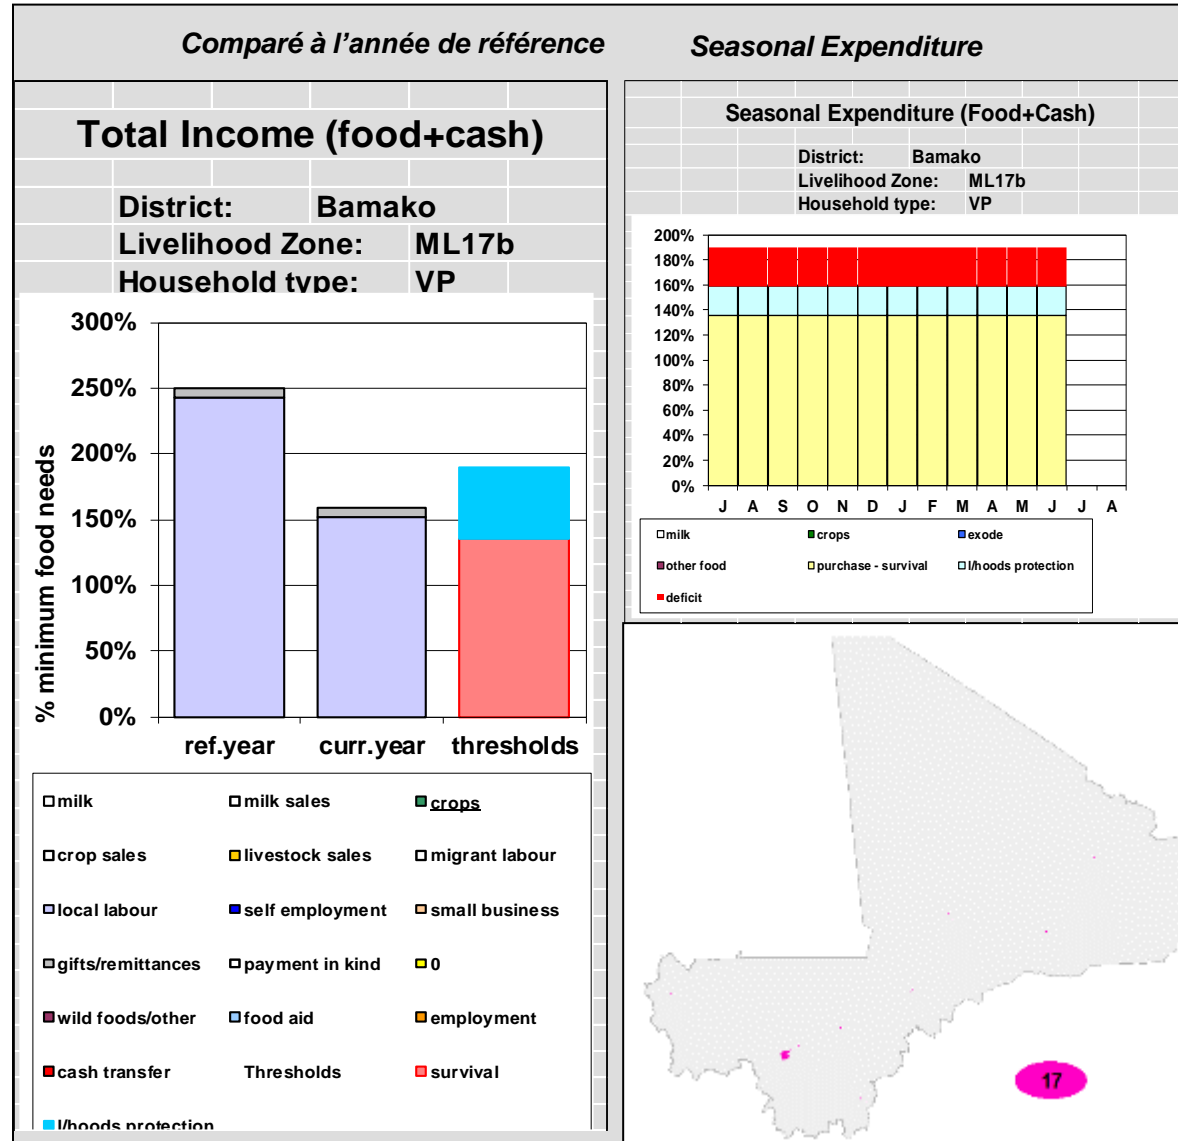 Comparé à l’année de référence
Seasonal Expenditure
Total Income (food+cash)
District: Bamako
Livelihood Zone: ML17b
Household type: VP
% minimum food needs
300%
250%
200%
150%
100%
50%
0%
ref.year curr.year thresholds
milk milk sales crops
crop sales livestock sales migrant labour
local labour self employment small business
gifts/remittances payment in kind 0
wild foods/other food aid employment
cash transfer Thresholds survival
l/hoods protection
Seasonal Expenditure (Food+Cash)
District: Bamako
Livelihood Zone: ML17b
Household type: VP
200%
180%
160%
140%
120%
100%
80%
60%
40%
20%
0%
J A S O N D J F M A M J J A
milk crops exode
other food purchase - survival l/hoods protection
deficit
17